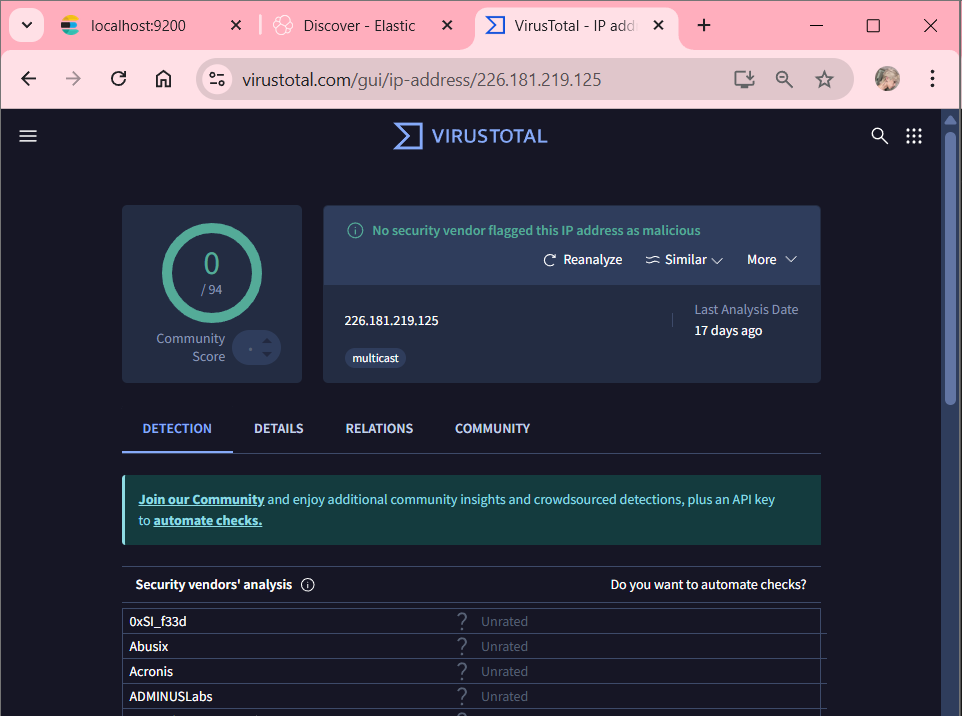 localhost:9200
Discover - Elastic
VirusTotal - IP add
virustotal.com/gui/ip-address/226.181.219.125
VIRUSTOTAL
0
/ 94
Community
Score
No security vendor flagged this IP address as malicious
Reanalyze
Similar
More
226.181.219.125
multicast
Last Analysis Date
17 days ago
DETECTION
DETAILS
RELATIONS
COMMUNITY
Join our Community and enjoy additional community insights and crowdsourced detections, plus an API key
to automate checks.
Security vendors' analysis
Do you want to automate checks?
0xSI_f33d
? Unrated
Abusix
? Unrated
Acronis
? Unrated
ADMINUSLabs
? Unrated